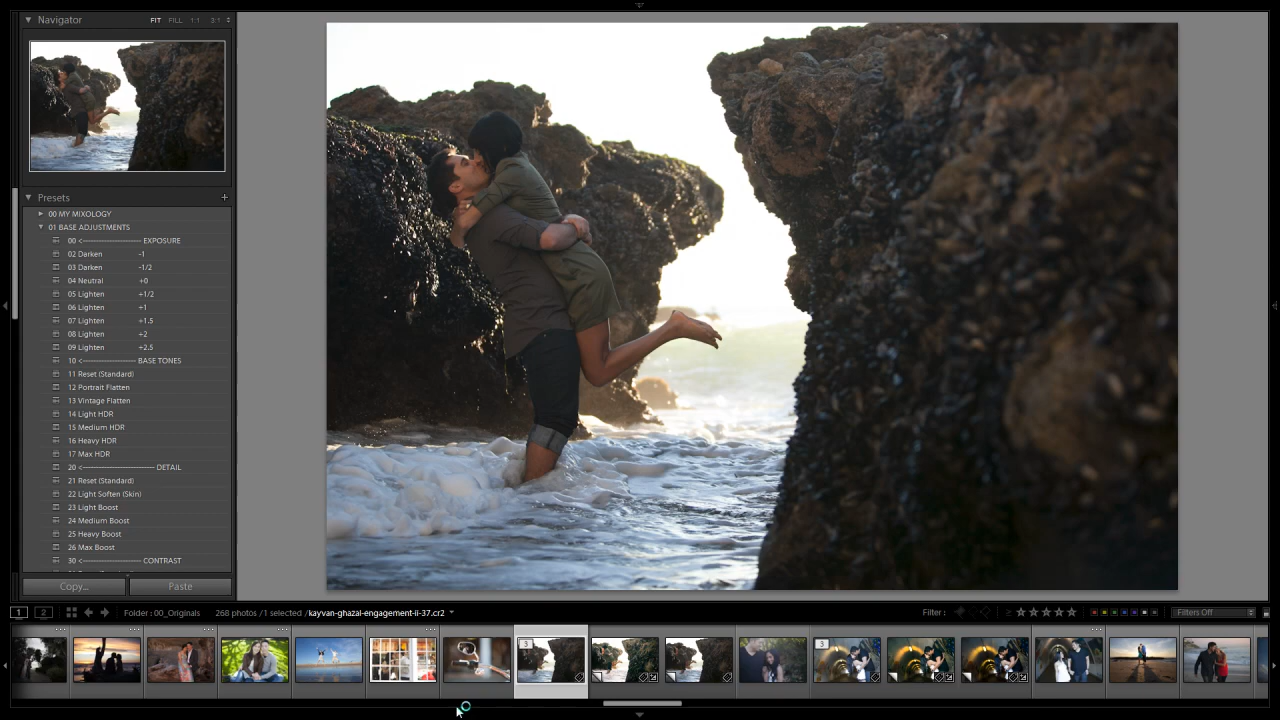 Navigator FIT FILL 1:1 3:1
Presets +
00 MY MIXOLOGY
01 BASE ADJUSTMENTS
00 <-------------------- EXPOSURE
02 Darken -1
03 Darken -1/2
04 Neutral +0
05 Lighten +1/2
06 Lighten +1
07 Lighten +1.5
08 Lighten +2
09 Lighten +2.5
10 <------------------ BASE TONES
11 Reset (Standard)
12 Portrait Flatten
13 Vintage Flatten
14 Light HDR
15 Medium HDR
16 Heavy HDR
17 Max HDR
20 <------------------------ DETAIL
21 Reset (Standard)
22 Light Soften (Skin)
23 Light Boost
24 Medium Boost
25 Heavy Boost
26 Max Boost
30 <-------------------- CONTRAST
Copy... Paste
1 2 Folder : 00_Originals 268 photos /1 selected /kayvan-ghazal-engagement-ii-37.cr2 Filter : Filters Off
3 3